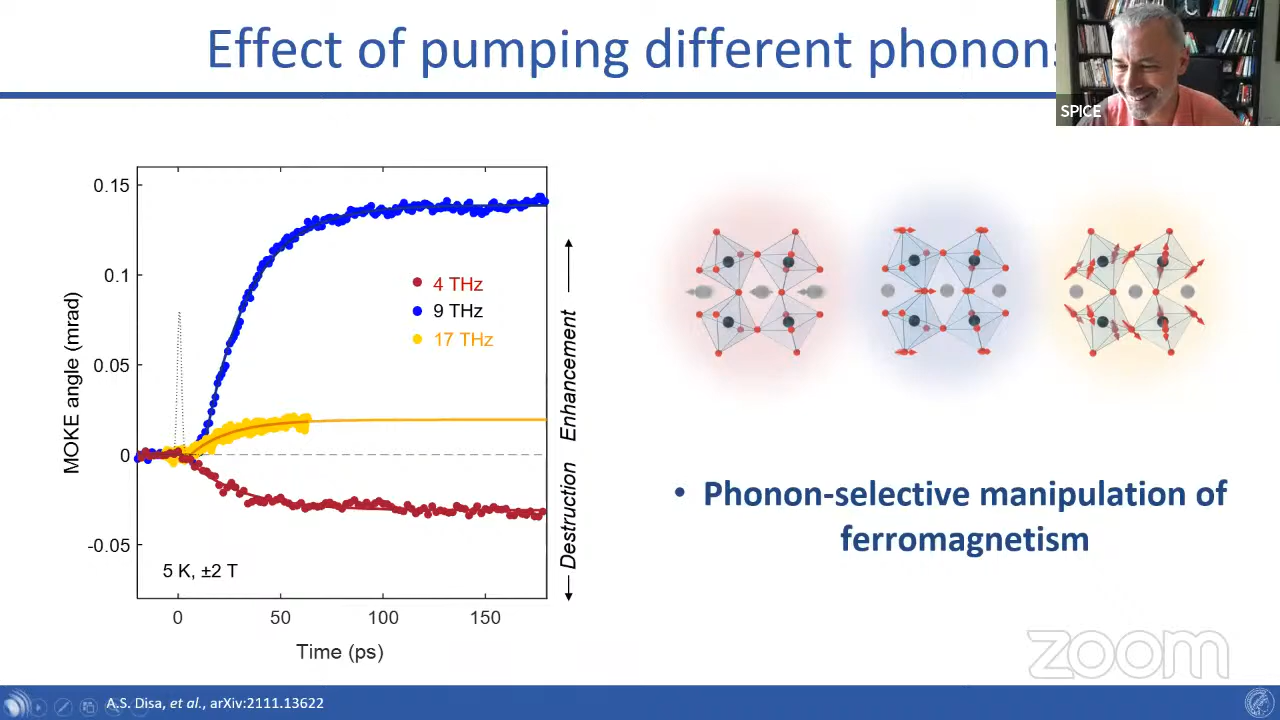 Effect of pumping different phonons
SPICE
0.15
0.1
0.05
0
-0.05
MOKE angle (mrad)
4 THz
9 THz
17 THz
5 K, ±2 T
0
50
100
150
Time (ps)
Enhancement
Destruction
• Phonon-selective manipulation of
ferromagnetism
zoom
A.S. Disa, et al., arXiv:2111.13622